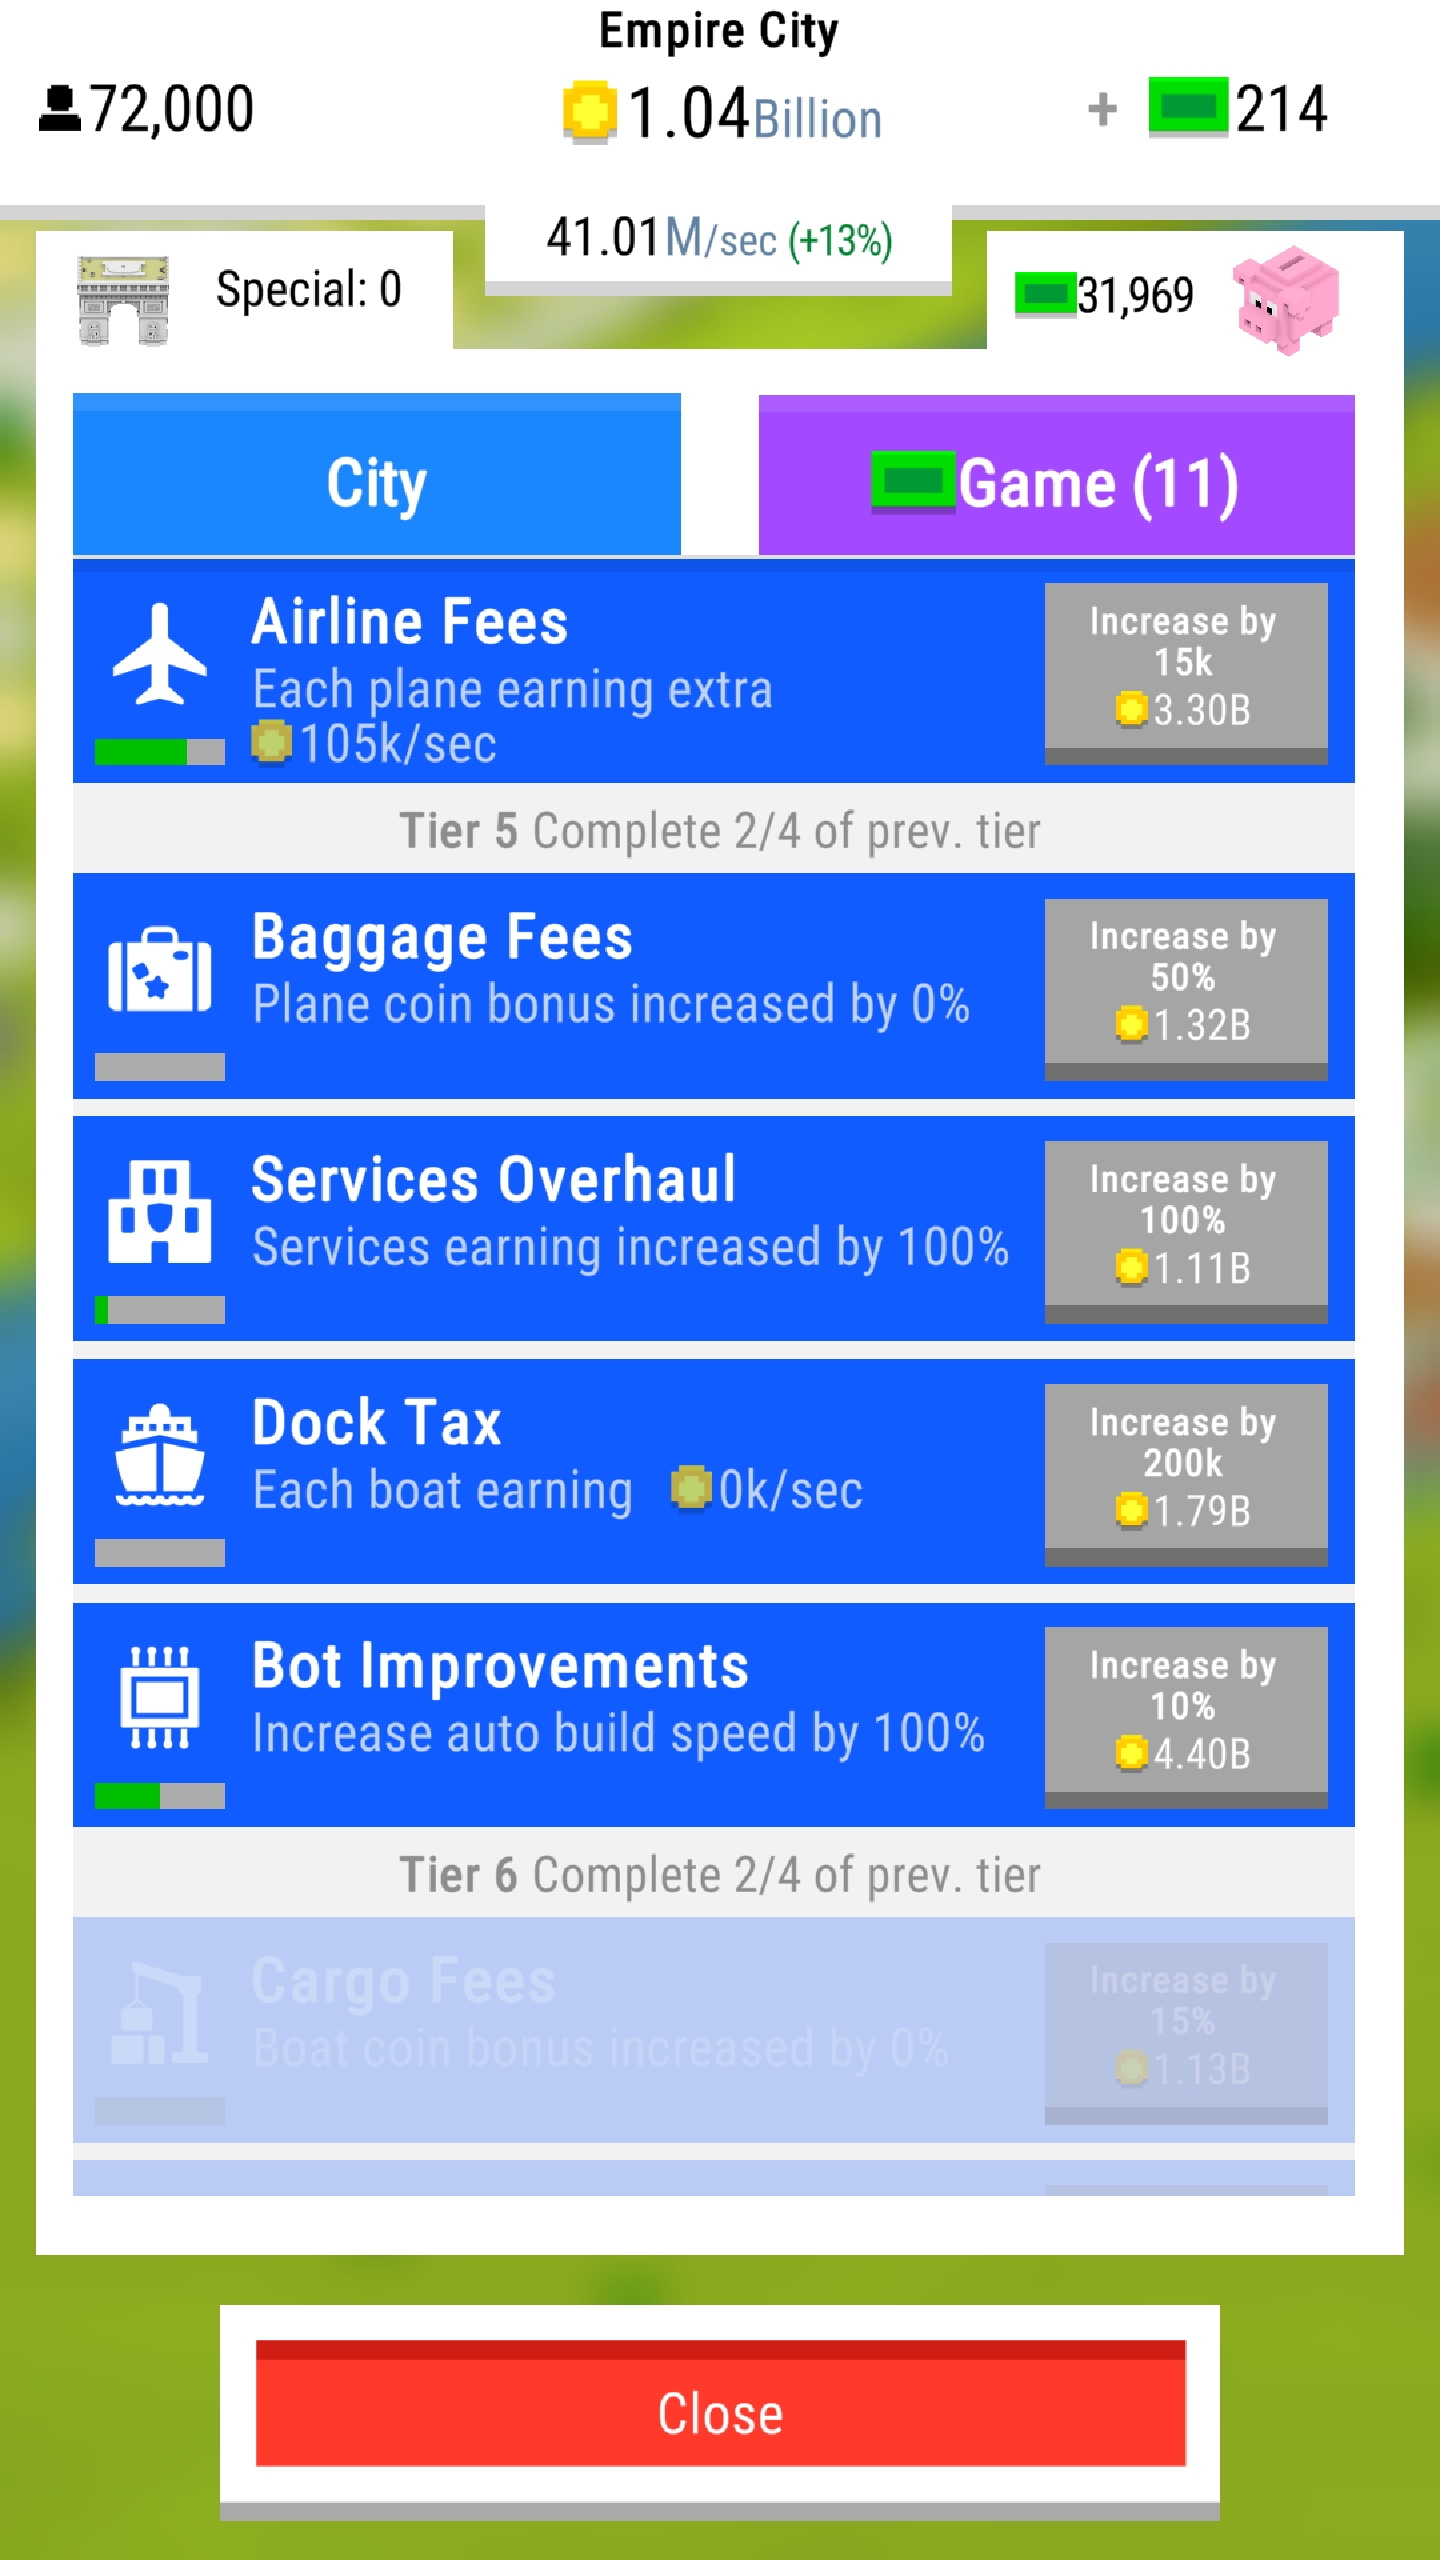 Empire City
72,000
1.04Billion
+ 214
41.01M/sec (+13%)
Special: 0
31,969
City
Game (11)
Airline Fees
Each plane earning extra
105k/sec
Increase by
15k
3.30B
Tier 5 Complete 2/4 of prev. tier
Baggage Fees
Plane coin bonus increased by 0%
Increase by
50%
1.32B
Services Overhaul
Services earning increased by 100%
Increase by
100%
1.11B
Dock Tax
Each boat earning 0k/sec
Increase by
200k
1.79B
Bot Improvements
Increase auto build speed by 100%
Increase by
10%
4.40B
Tier 6 Complete 2/4 of prev. tier
Cargo Fees
Boat coin bonus increased by 0%
Increase by
15%
1.13B
Close